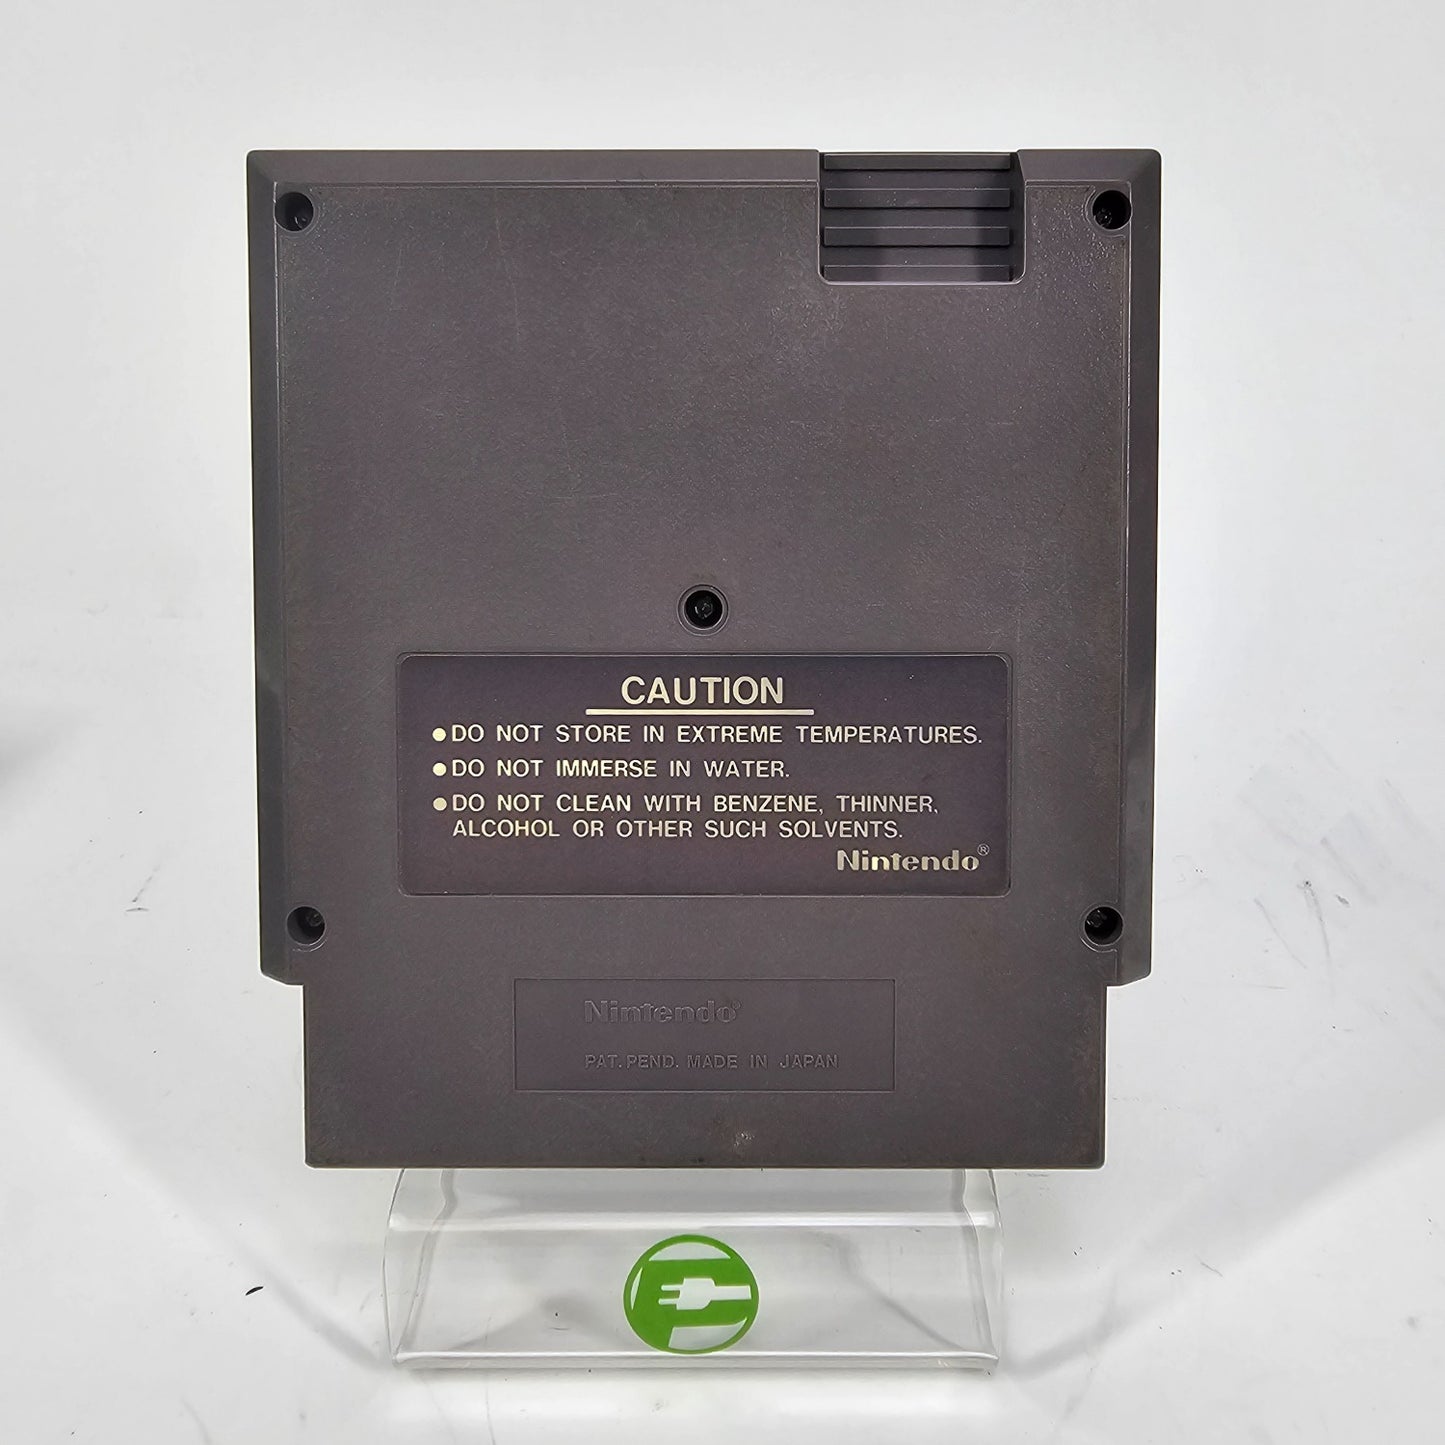 CAUTION
●DO NOT STORE IN EXTREME TEMPERATURES.
●DO NOT IMMERSE IN WATER.
●DO NOT CLEAN WITH BENZENE, THINNER,
ALCOHOL OR OTHER SUCH SOLVENTS.
Nintendo®
Nintendo®
PAT. PEND. MADE IN JAPAN